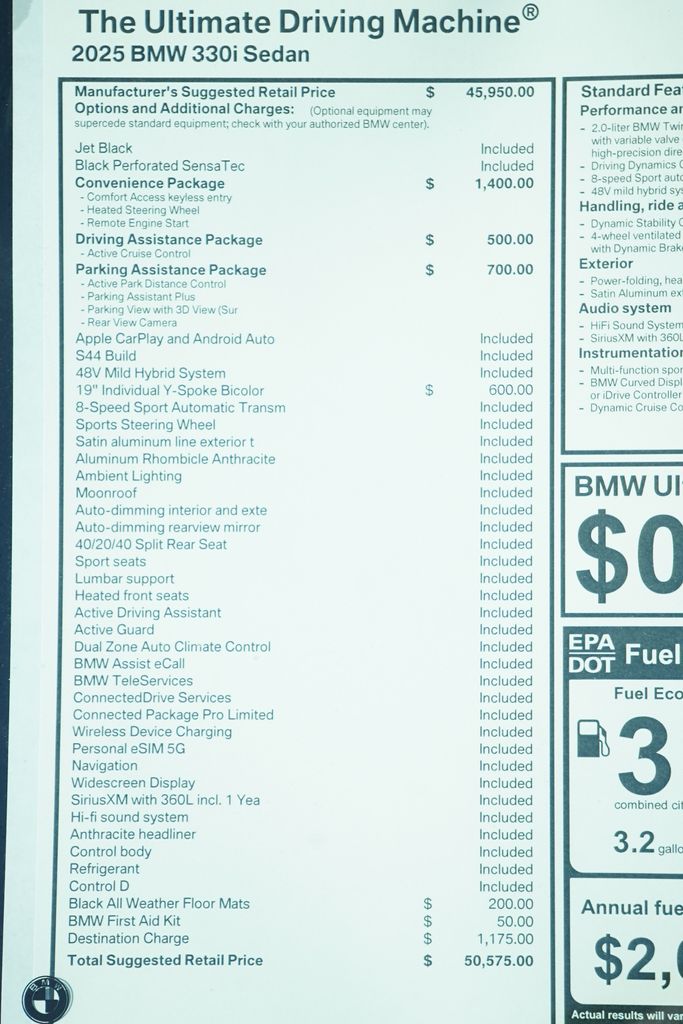 The Ultimate Driving Machine®
2025 BMW 330i Sedan
Manufacturer's Suggested Retail Price $ 45,950.00
Options and Additional Charges: (Optional equipment may
supercede standard equipment; check with your authorized BMW center).
Jet Black Included
Black Perforated SensaTec Included
Convenience Package $ 1,400.00
- Comfort Access keyless entry
- Heated Steering Wheel
- Remote Engine Start
Driving Assistance Package $ 500.00
- Active Cruise Control
Parking Assistance Package $ 700.00
- Active Park Distance Control
- Parking Assistant Plus
- Parking View with 3D View (Sur
- Rear View Camera
Apple CarPlay and Android Auto Included
S44 Build Included
48V Mild Hybrid System Included
19" Individual Y-Spoke Bicolor $ 600.00
8-Speed Sport Automatic Transm Included
Sports Steering Wheel Included
Satin aluminum line exterior t Included
Aluminum Rhombicle Anthracite Included
Ambient Lighting Included
Moonroof Included
Auto-dimming interior and exte Included
Auto-dimming rearview mirror Included
40/20/40 Split Rear Seat Included
Sport seats Included
Lumbar support Included
Heated front seats Included
Active Driving Assistant Included
Active Guard Included
Dual Zone Auto Climate Control Included
BMW Assist eCall Included
BMW TeleServices Included
ConnectedDrive Services Included
Connected Package Pro Limited Included
Wireless Device Charging Included
Personal eSIM 5G Included
Navigation Included
Widescreen Display Included
SiriusXM with 360L incl. 1 Yea Included
Hi-fi sound system Included
Anthracite headliner Included
Control body Included
Refrigerant Included
Control D Included
Black All Weather Floor Mats $ 200.00
BMW First Aid Kit $ 50.00
Destination Charge $ 1,175.00
Total Suggested Retail Price $ 50,575.00
BMW
Standard Fea
Performance an
- 2.0-liter BMW Twi
with variable valve
high-precision dire
- Driving Dynamics C
- 8-speed Sport auto
- 48V mild hybrid sys
Handling, ride a
- Dynamic Stability C
- 4-wheel ventilated
with Dynamic Brak
Exterior
- Power-folding, hea
- Satin Aluminum ext
Audio system
- HiFi Sound System
- SiriusXM with 360L
Instrumentation
- Multi-function spor
- BMW Curved Displ
or iDrive Controller
- Dynamic Cruise Co
BMW Ul
$0
EPA
DOT Fuel
Fuel Eco
3
combined cit
3.2 gallo
Annual fue
$2,
Actual results will var